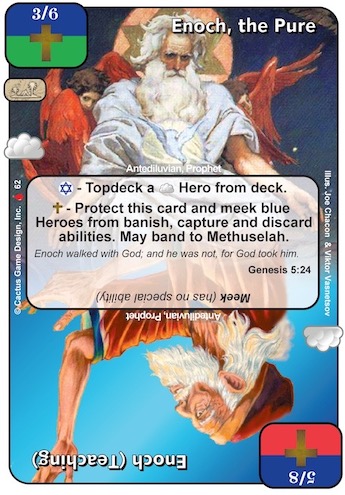 3/6
Enoch, the Pure
Antediluvian, Prophet
- Topdeck a Hero from deck.
- Protect this card and meek blue
Heroes from banish, capture and discard
abilities. May band to Methuselah.
Enoch walked with God; and he was not, for God took him.
Genesis 5:24
© Cactus Game Design, Inc. 62
Illus. Joe Chacon & Viktor Vasnetsov
Meek (has no special ability)
Antediluvian, Prophet
Enoch (Teaching)
5/8